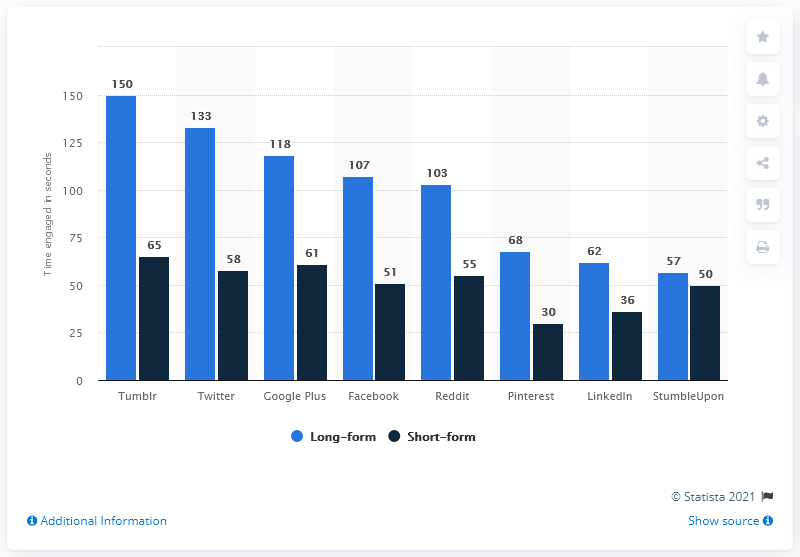 Time engaged in seconds
150
125
100
75
50
25
0
150
65
133
58
118
61
107
51
103
55
68
30
62
36
57
50
Tumblr
Twitter
Google Plus
Facebook
Reddit
Pinterest
LinkedIn
StumbleUpon
Long-form Short-form
© Statista 2021
Additional Information Show source